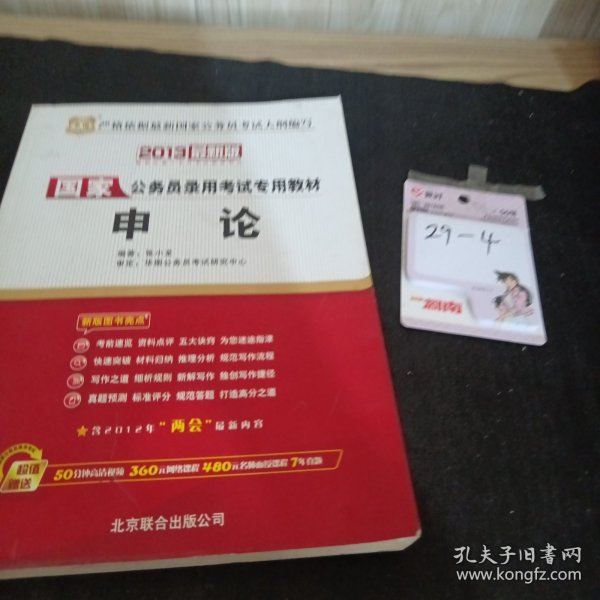 严格依据最新国家公务员考试大纲编写
2013最新版
国家 公务员录用考试专用教材
申 论
编著：张小龙
审定：华图公务员考试研究中心
新版图书亮点
考前速览 资料点评 五大诀窍 为您速途指津
快速突破 材料归纳 推理分析 规范写作流程
写作之道 细析规则 新解写作 独创写作捷径
真题预测 标准评分 规范答题 打造高分之道
★含2012年“两会”最新内容
超值赠送
50分钟高清视频 360元网络课程 480元名师面授课程 7年真题
北京联合出版公司
29-4
孔夫子旧书网
www.kongfz.com